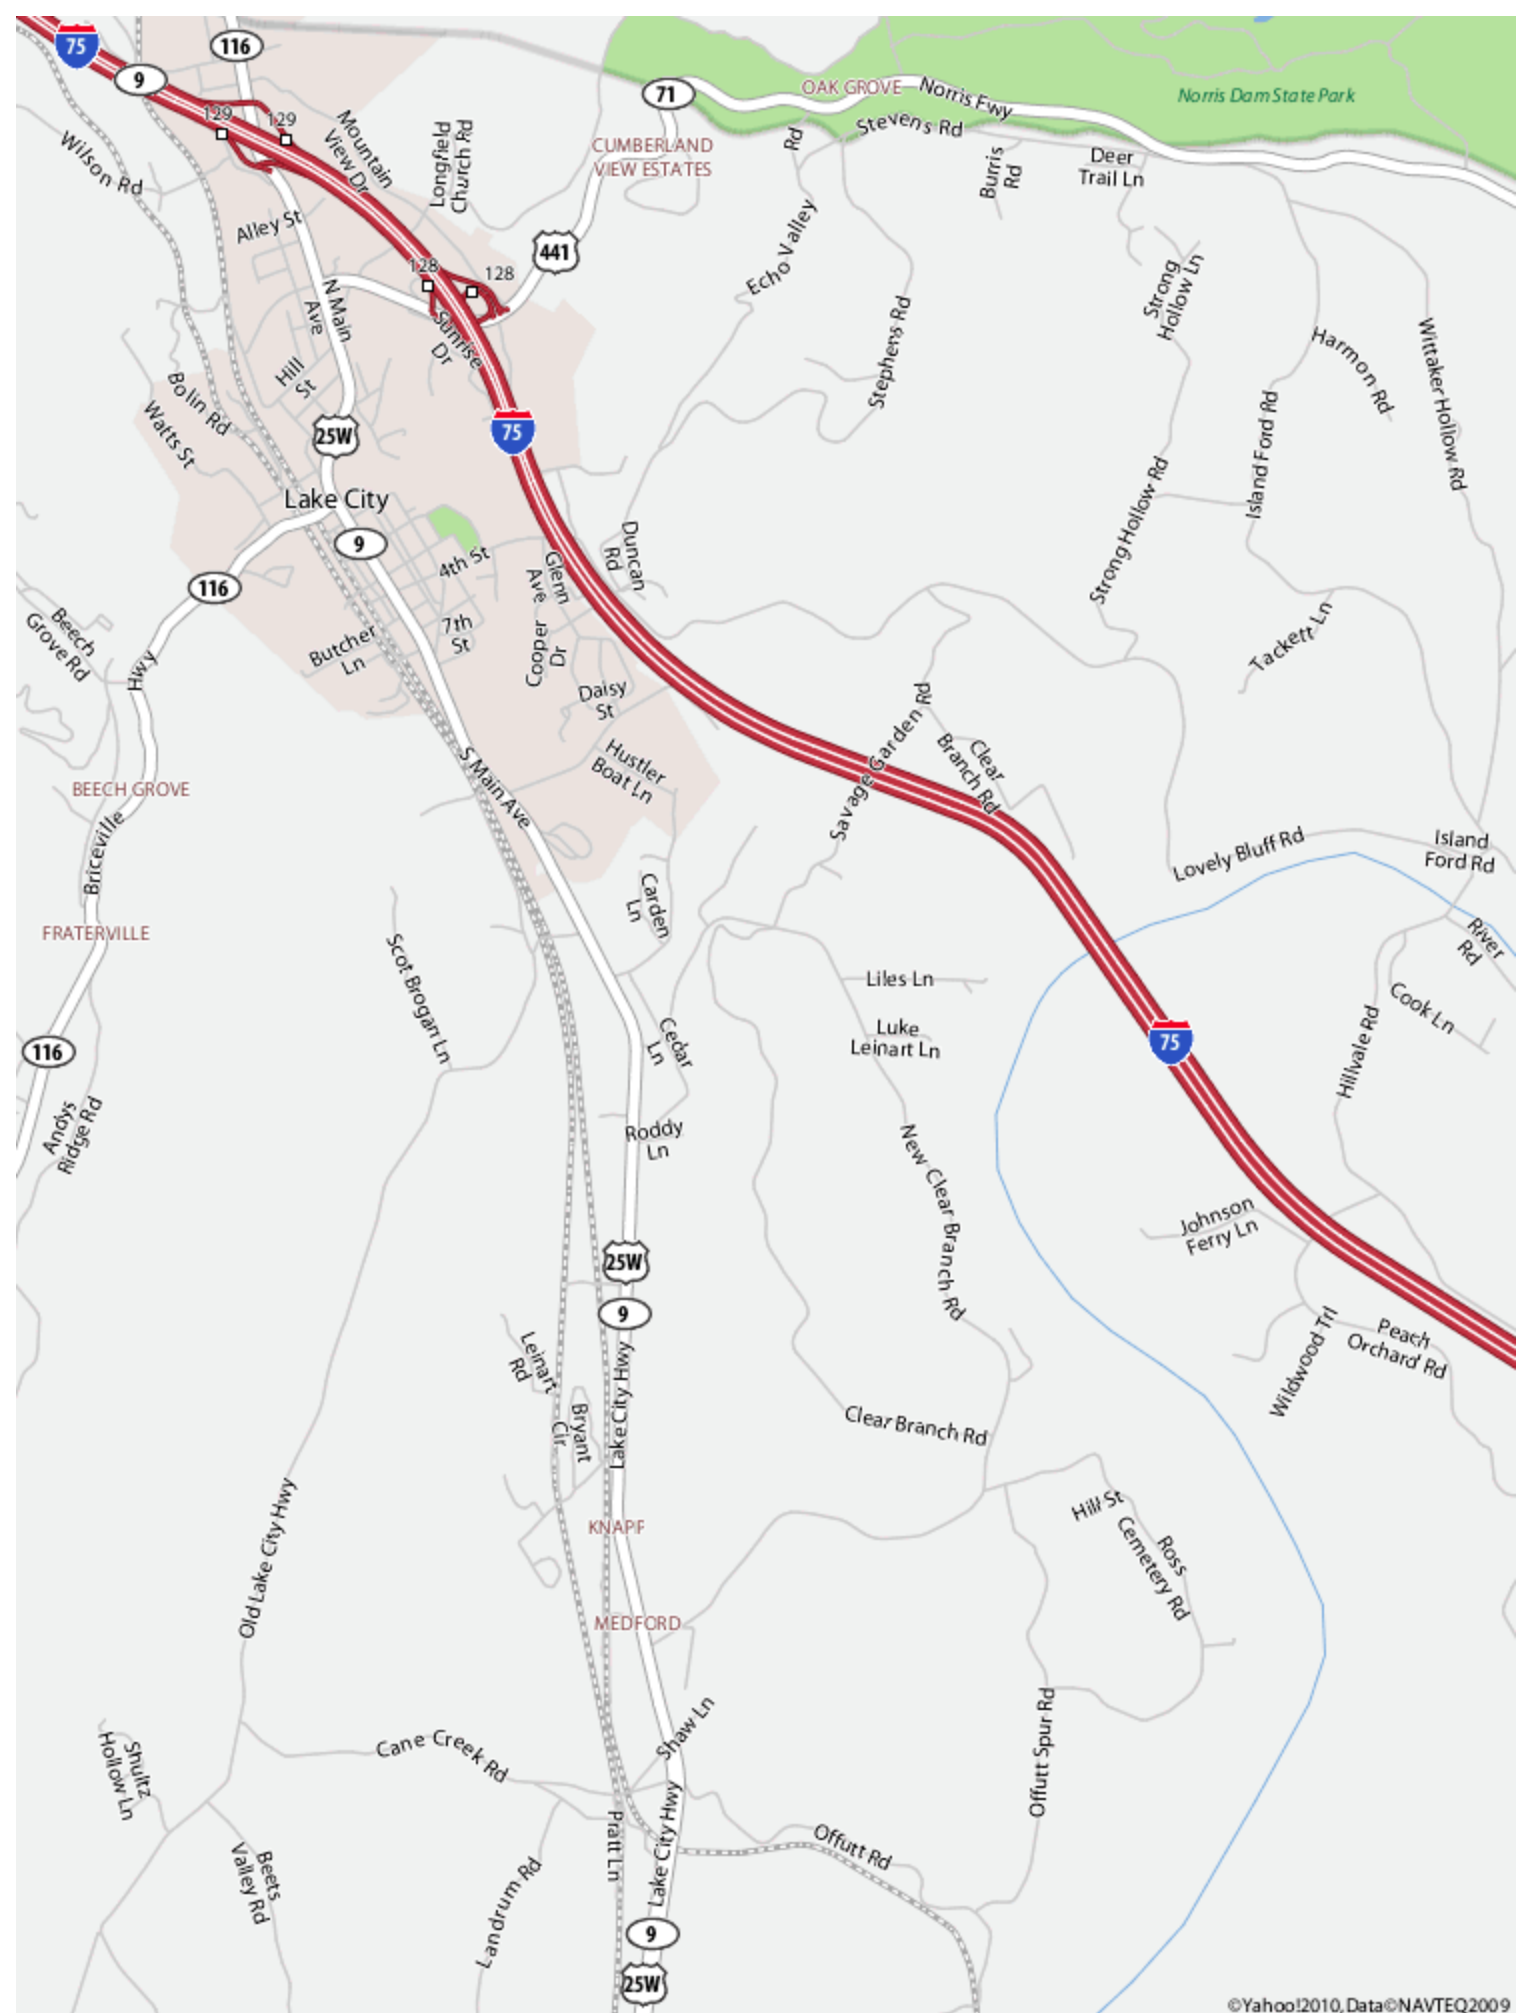 75
9
116
129
129
Wilson Rd
Mountain
View Dr
Longfield
Church Rd
71
CUMBERLAND
VIEW ESTATES
OAK GROVE
Norris Fwy
Norris Dam State Park
Rd
Stevens Rd
Burris
Rd
Deer
Trail Ln
Alley St
441
Echo Valley
128
128
Strong
Hollow Ln
N Main
Ave
Sunrise
Dr
Stephens Rd
Harmon Rd
Wittaker Hollow Rd
Hill
St
Bolin Rd
Watts St
25W
75
Island Ford Rd
Strong Hollow Rd
Lake City
9
4th St
Glenn
Ave
Duncan
Rd
116
Beech
Grove Rd
7th
St
Butcher
Ln
Cooper
Dr
Tackett Ln
Hwy
Daisy
St
Savage Garden Rd
Clear
Branch Rd
Hustler
Boat Ln
S Main Ave
BEECH GROVE
Briceville
Lovely Bluff Rd
Island
Ford Rd
Carden
Ln
FRATERVILLE
Scot Brogan Ln
River
Rd
Liles Ln
Cook Ln
Luke
Leinart Ln
Cedar
Ln
Hillvale Rd
116
75
Andys
Ridge Rd
Roddy
Ln
New Clear Branch Rd
Johnson
Ferry Ln
25W
9
Leinart
Rd
Wildwood Trl
Peach
Orchard Rd
Bryant
Cir
Lake City Hwy
Clear Branch Rd
Old Lake City Hwy
Hill St
Ross
Cemetery Rd
KNAPF
MEDFORD
Shaw Ln
Offutt Spur Rd
Cane Creek Rd
Shultz
Hollow Ln
Pratt Ln
Lake City Hwy
Offutt Rd
Beets
Valley Rd
Landrum Rd
9
25W
©Yahoo!2010, Data©NAVTEQ2009